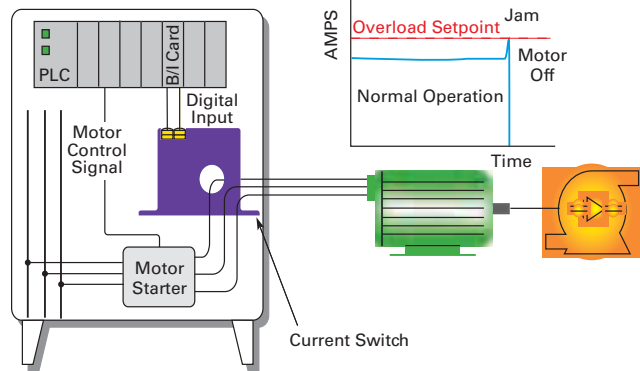 AMPS
Jam
Overload Setpoint
Motor
Off
Normal Operation
Time
PLC
B/I Card
Digital
Input
Motor
Control
Signal
Motor
Starter
Current Switch